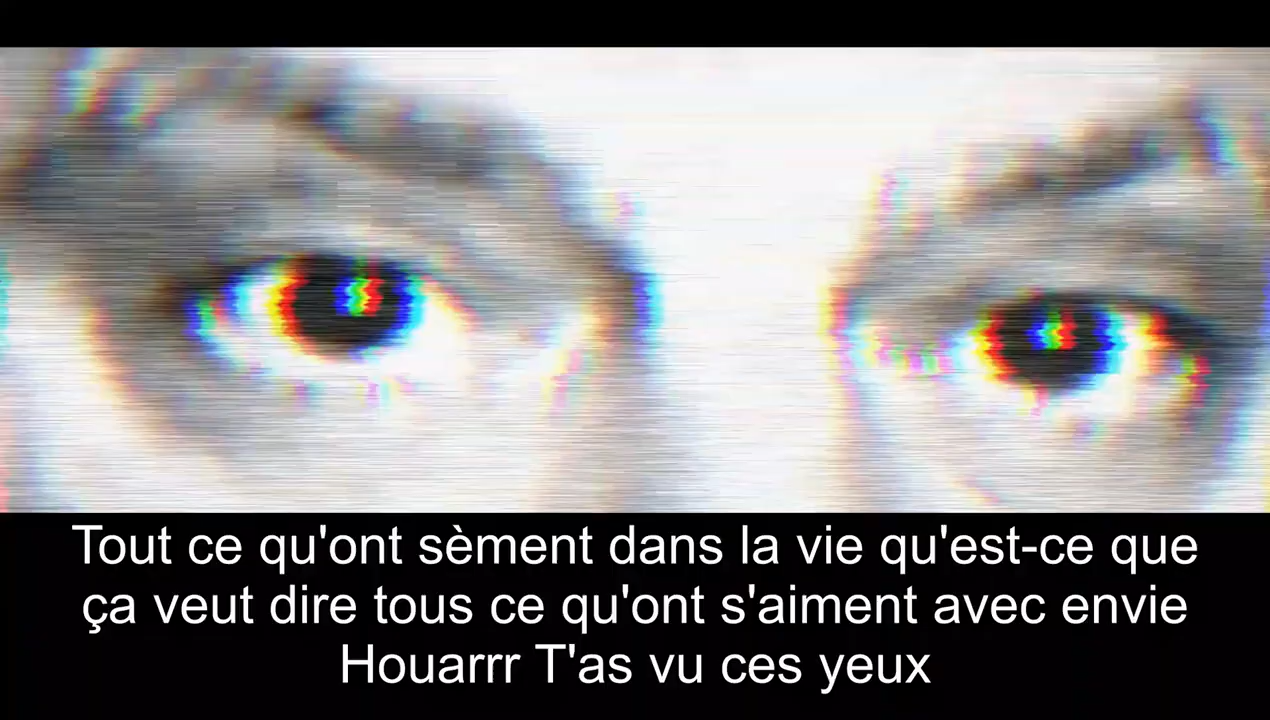 Tout ce qu'ont sèment dans la vie qu'est-ce que
ça veut dire tous ce qu'ont s'aiment avec envie
Houarrr T'as vu ces yeux